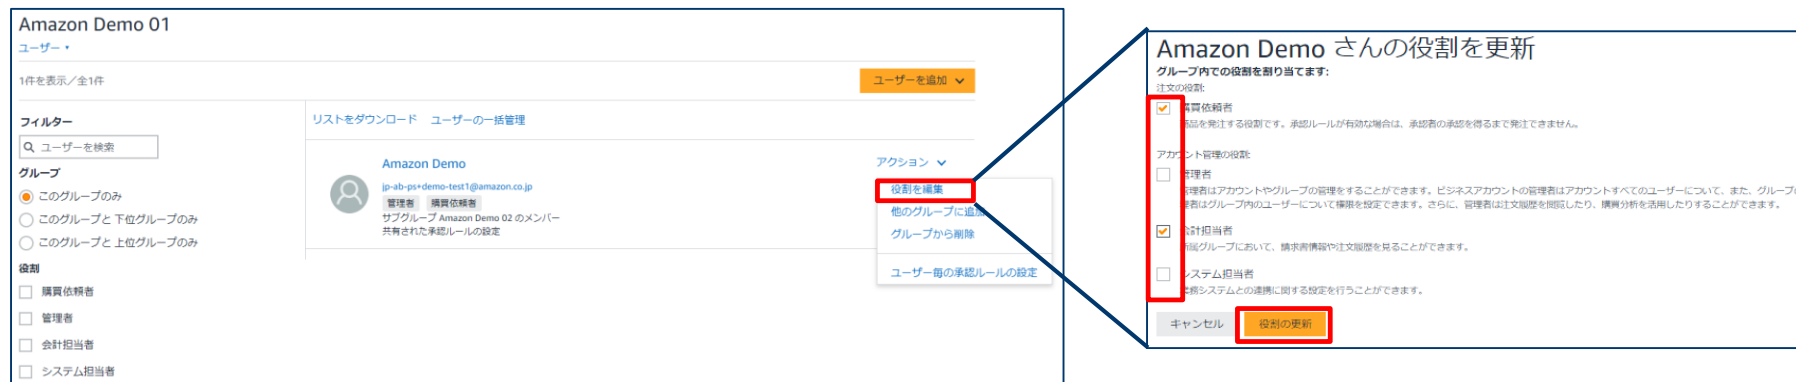 Amazon Demo 01
ユーザー
1件を表示／全1件
ユーザーを追加
フィルター
ユーザーを検索
グループ
このグループのみ
このグループと 下位グループのみ
このグループと 上位グループのみ
役割
購買依頼者
管理者
会計担当者
システム担当者
リストをダウンロード ユーザーの一括管理
Amazon Demo
jp-ab-ps+demo-test1@amazon.co.jp
管理者 購買依頼者
サブグループ Amazon Demo 02 のメンバー
共有された承認ルールの設定
アクション
役割を編集
他のグループに追加
グループから削除
ユーザー毎の承認ルールの設定
Amazon Demo さんの役割を更新
グループ内での役割を割り当てます:
注文の役割:
購買依頼者
商品を発注する役割です。承認ルールが有効な場合は、承認者の承認を得るまで発注できません。
アカウント管理の役割:
管理者
管理者はアカウントやグループの管理をすることができます。ビジネスアカウントの管理者はアカウントすべてのユーザーについて、また、グループの
理者はグループ内のユーザーについて権限を設定できます。さらに、管理者は注文履歴を閲覧したり、購買分析を活用したりすることができます。
会計担当者
所属グループにおいて、請求書情報や注文履歴を見ることができます。
システム担当者
業務システムとの連携に関する設定を行うことができます。
キャンセル
役割の更新